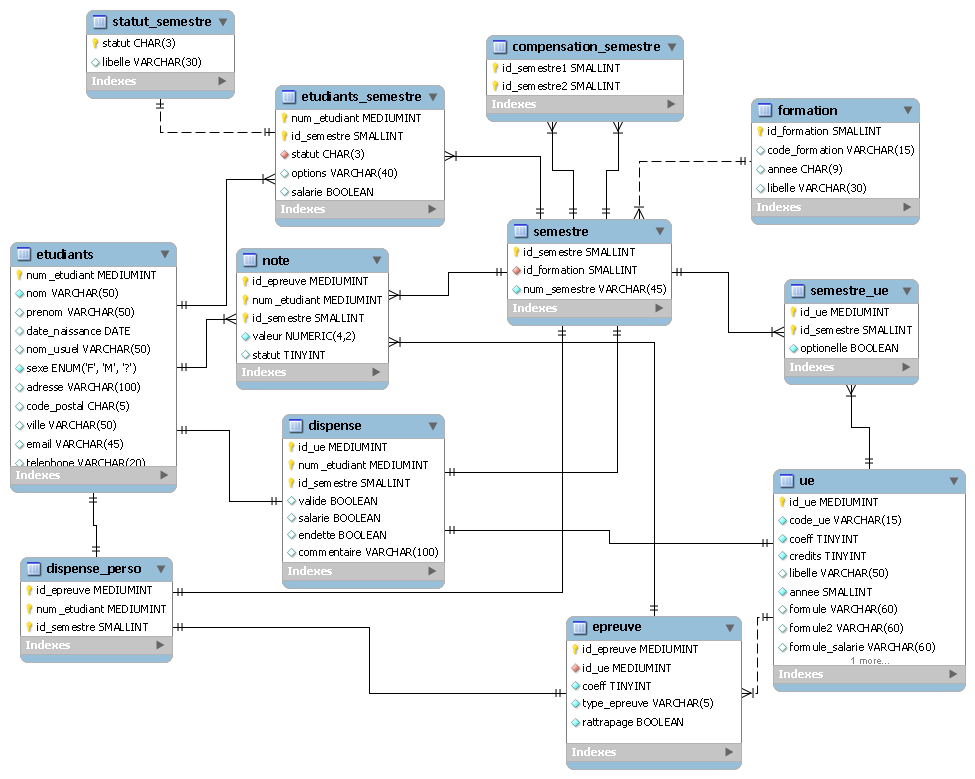 statut_semestre
statut CHAR(3)
libelle VARCHAR(30)
Indexes
compensation_semestre
id_semestre1 SMALLINT
id_semestre2 SMALLINT
Indexes
etudiants_semestre
num_etudiant MEDIUMINT
id_semestre SMALLINT
statut CHAR(3)
options VARCHAR(40)
salarie BOOLEAN
Indexes
formation
id_formation SMALLINT
code_formation VARCHAR(15)
annee CHAR(9)
libelle VARCHAR(30)
Indexes
etudiants
num_etudiant MEDIUMINT
nom VARCHAR(50)
prenom VARCHAR(50)
date_naissance DATE
nom_usuel VARCHAR(50)
sexe ENUM('F', 'M', '?')
adresse VARCHAR(100)
code_postal CHAR(5)
ville VARCHAR(50)
email VARCHAR(45)
telephone VARCHAR(20)
Indexes
note
id_epreuve MEDIUMINT
num_etudiant MEDIUMINT
id_semestre SMALLINT
valeur NUMERIC(4,2)
statut TINYINT
Indexes
semestre
id_semestre SMALLINT
id_formation SMALLINT
num_semestre VARCHAR(45)
Indexes
semestre_ue
id_ue MEDIUMINT
id_semestre SMALLINT
optionelle BOOLEAN
Indexes
dispense
id_ue MEDIUMINT
num_etudiant MEDIUMINT
id_semestre SMALLINT
valide BOOLEAN
salarie BOOLEAN
endette BOOLEAN
commentaire VARCHAR(100)
Indexes
ue
id_ue MEDIUMINT
code_ue VARCHAR(15)
coeff TINYINT
credits TINYINT
libelle VARCHAR(50)
annee SMALLINT
formule VARCHAR(60)
formule2 VARCHAR(60)
formule_salarie VARCHAR(60)
1 more...
Indexes
dispense_perso
id_epreuve MEDIUMINT
num_etudiant MEDIUMINT
id_semestre SMALLINT
Indexes
epreuve
id_epreuve MEDIUMINT
id_ue MEDIUMINT
coeff TINYINT
type_epreuve VARCHAR(5)
rattrapage BOOLEAN
Indexes